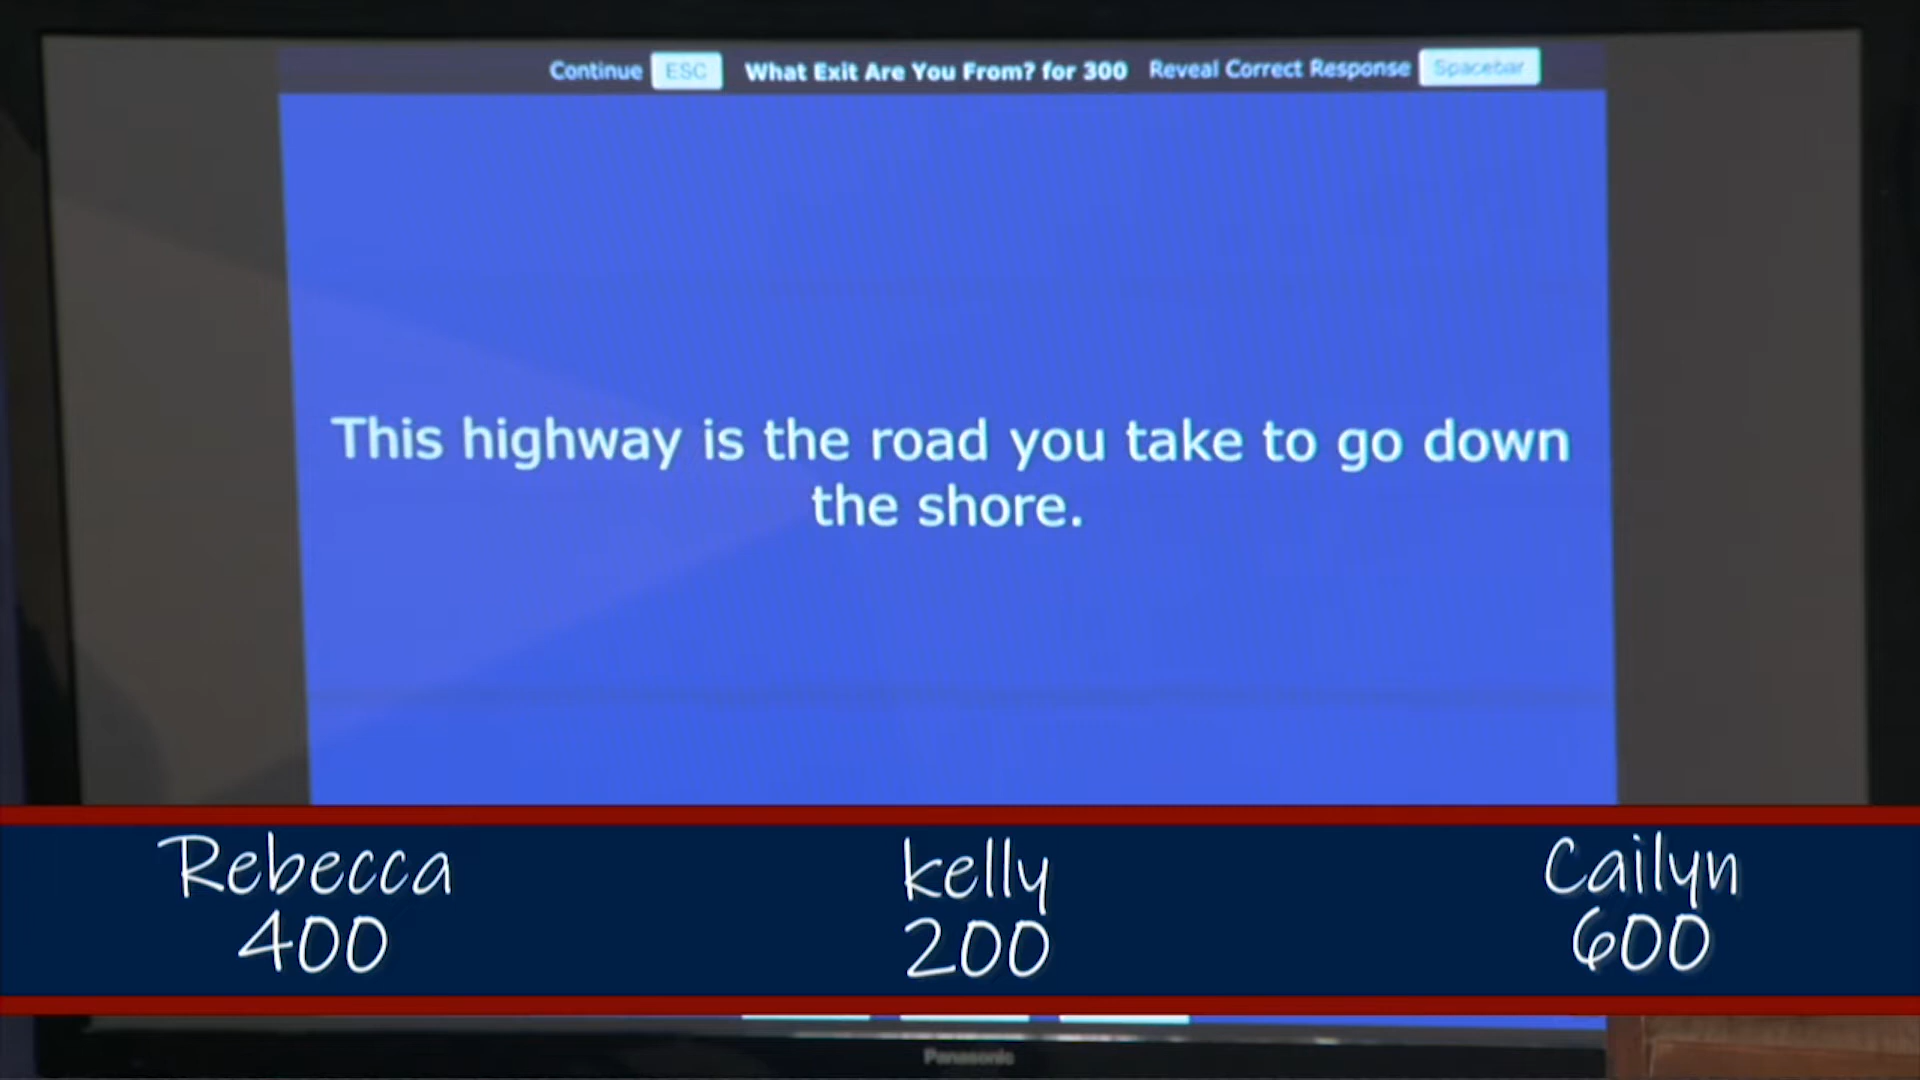 Continue ESC What Exit Are You From? for 300 Reveal Correct Response Spacebar
This highway is the road you take to go down
the shore.
Rebecca kelly Cailyn
400 200 600
Panasonic